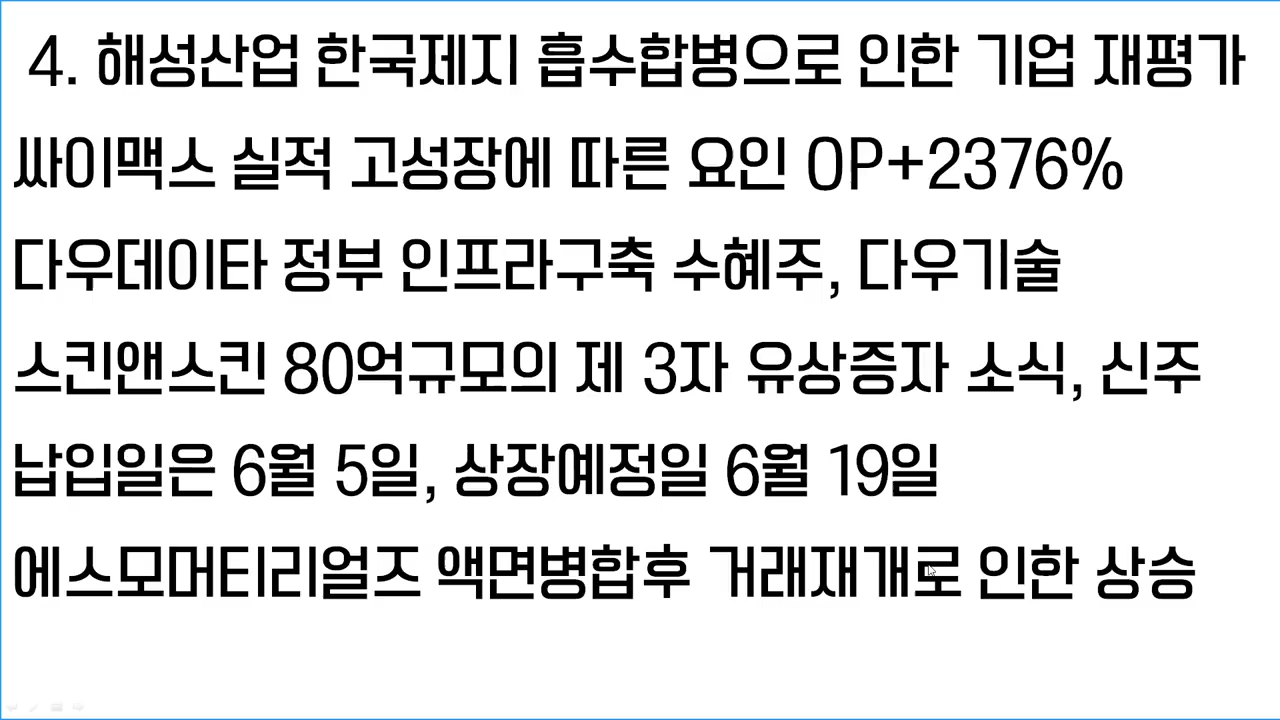 4. 해성산업 한국제지 흡수합병으로 인한 기업 재평가
싸이맥스 실적 고성장에 따른 요인 OP+2376%
다우데이타 정부 인프라구축 수혜주, 다우기술
스킨앤스킨 80억규모의 제 3자 유상증자 소식, 신주
납입일은 6월 5일, 상장예정일 6월 19일
에스모머티리얼즈 액면병합후 거래재개로 인한 상승